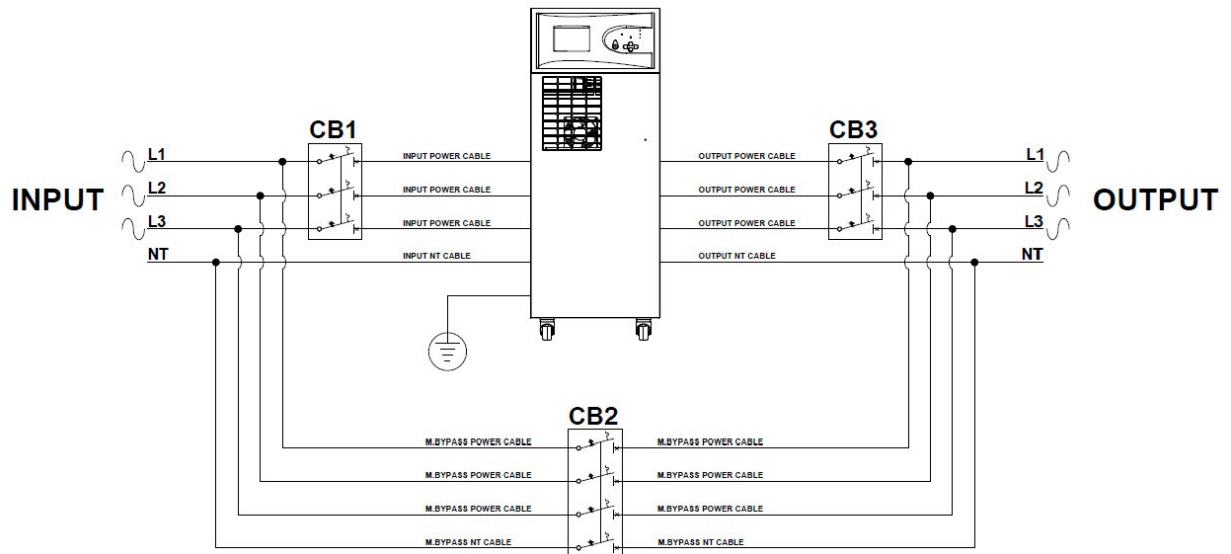 CB1
CB3
L1 INPUT POWER CABLE OUTPUT POWER CABLE L1
INPUT L2 INPUT POWER CABLE OUTPUT POWER CABLE L2 OUTPUT
L3 INPUT POWER CABLE OUTPUT POWER CABLE L3
NT INPUT NT CABLE OUTPUT NT CABLE NT
CB2
M.BYPASS POWER CABLE M.BYPASS POWER CABLE
M.BYPASS POWER CABLE M.BYPASS POWER CABLE
M.BYPASS POWER CABLE M.BYPASS POWER CABLE
M.BYPASS NT CABLE M.BYPASS NT CABLE